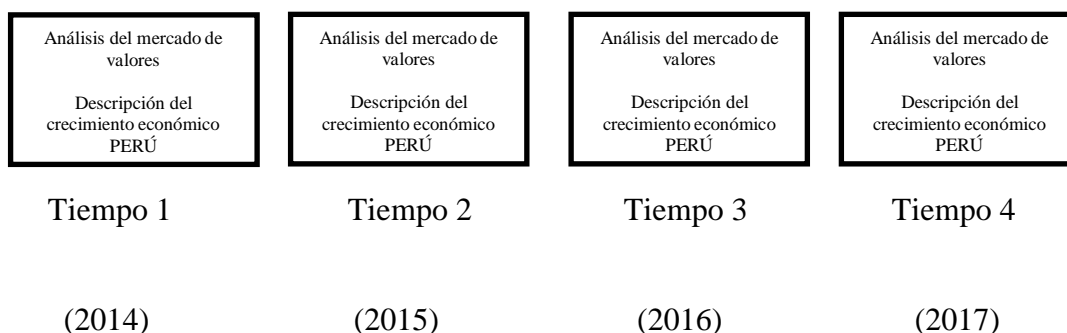 Análisis del mercado de
valores
Descripción del
crecimiento económico
PERÚ
Análisis del mercado de
valores
Descripción del
crecimiento económico
PERÚ
Análisis del mercado de
valores
Descripción del
crecimiento económico
PERÚ
Análisis del mercado de
valores
Descripción del
crecimiento económico
PERÚ
Tiempo 1
Tiempo 2
Tiempo 3
Tiempo 4
(2014)
(2015)
(2016)
(2017)